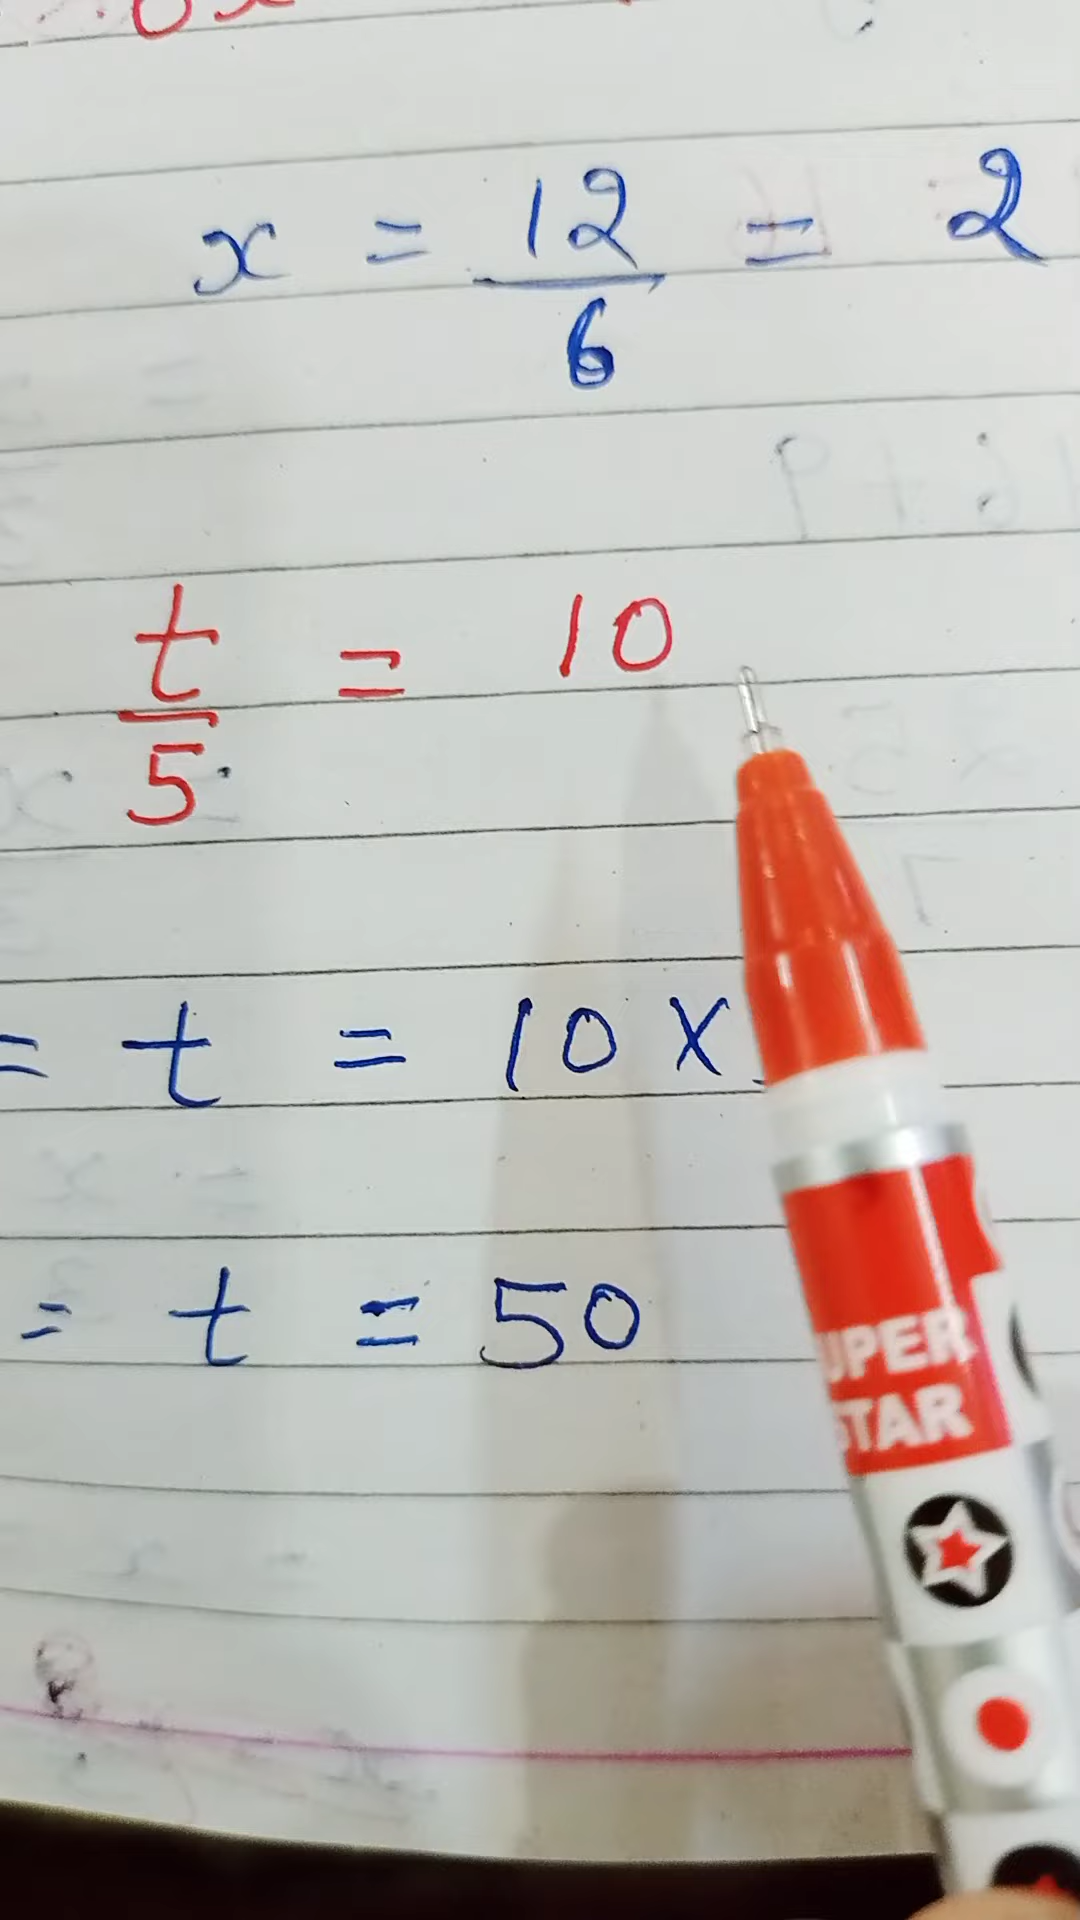 x = 12/6 = 2
t/5 = 10
= t = 10 X
= t = 50
UPER
STAR